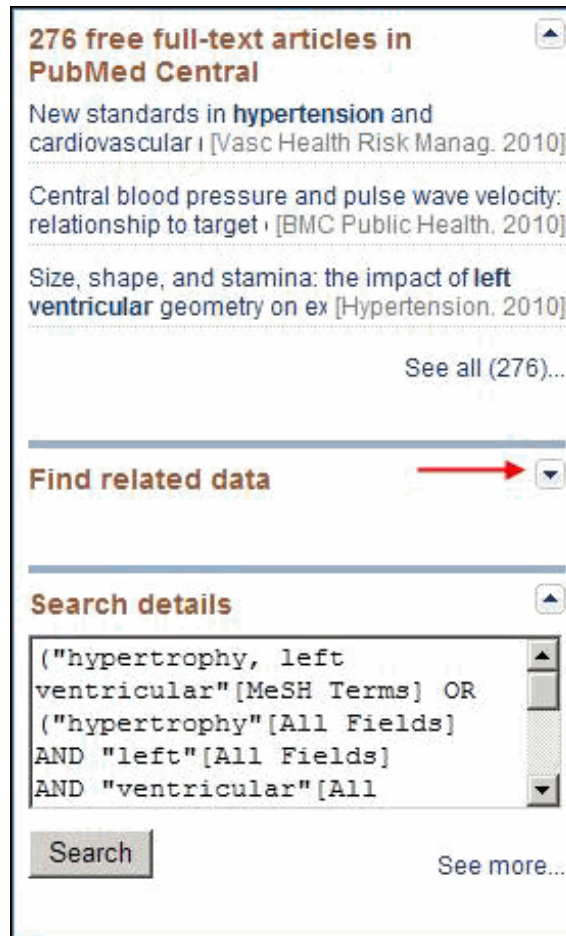 276 free full-text articles in
PubMed Central
New standards in hypertension and
cardiovascular [Vasc Health Risk Manag. 2010]
Central blood pressure and pulse wave velocity:
relationship to target [BMC Public Health. 2010]
Size, shape, and stamina: the impact of left
ventricular geometry on ex [Hypertension. 2010]
See all (276)...
Find related data
Search details
("hypertrophy, left
ventricular"[MeSH Terms] OR
("hypertrophy"[All Fields]
AND "left"[All Fields]
AND "ventricular"[All
Search
See more...